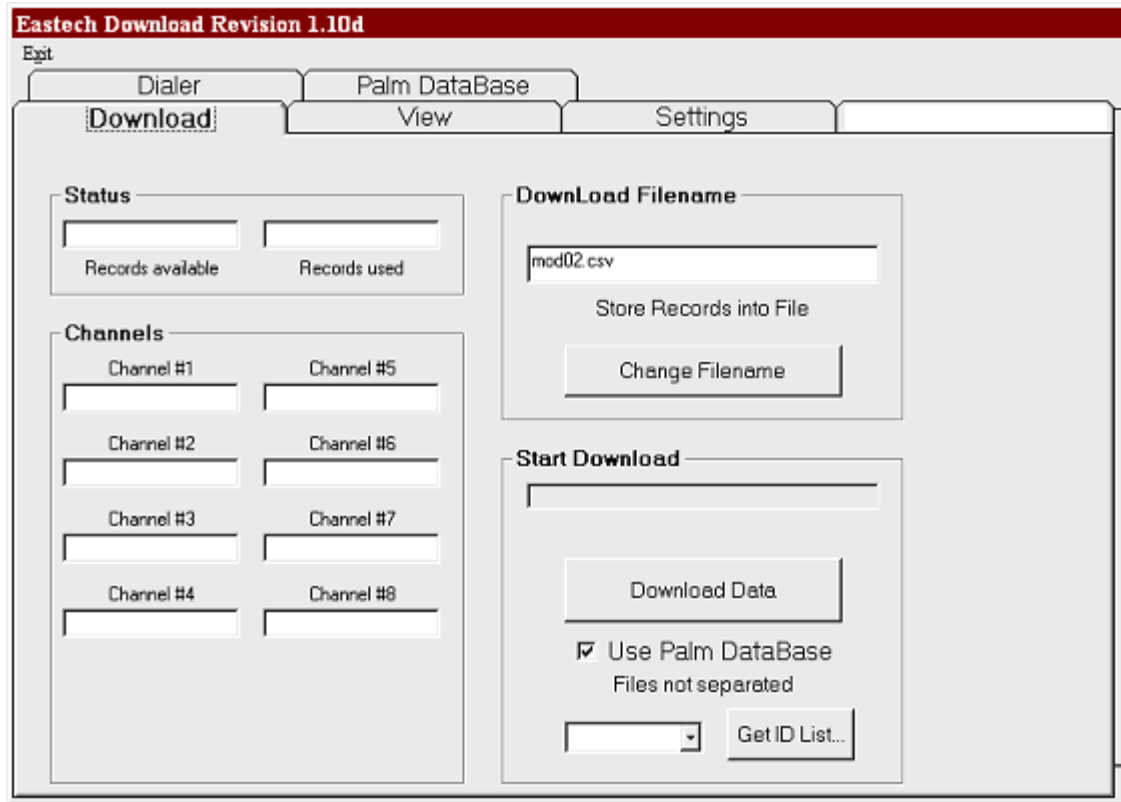 Eastech Download Revision 1.10d
Exit
Dialer Palm DataBase
Download View Settings
Status
Records available Records used
Channels
Channel #1 Channel #5
Channel #2 Channel #6
Channel #3 Channel #7
Channel #4 Channel #8
DownLoad Filename
mod02.csv
Store Records into File
Change Filename
Start Download
Download Data
Use Palm DataBase
Files not separated
Get ID List...